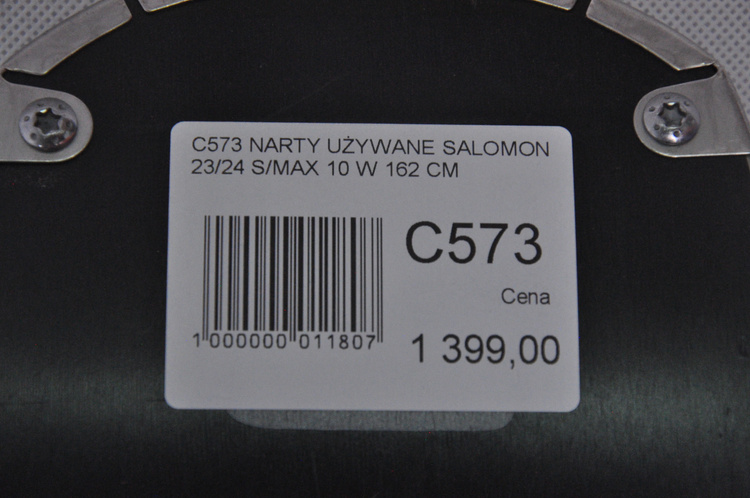 C573 NARTY UŻYWANE SALOMON
23/24 S/MAX 10 W 162 CM
C573
Cena
1 000000 011807
1 399,00